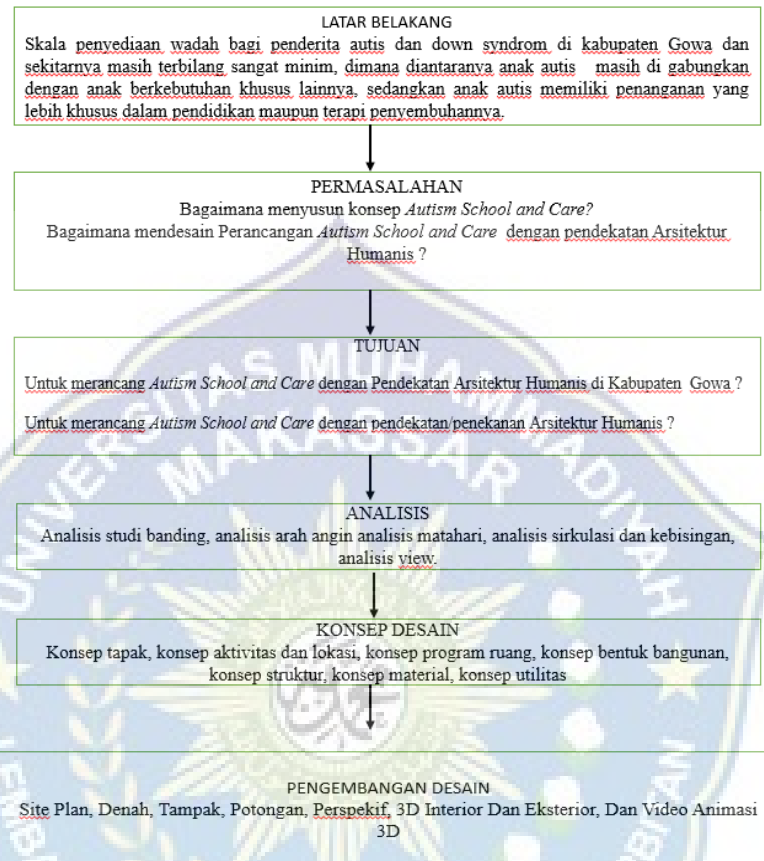 LATAR BELAKANG
Skala penyediaan wadah bagi penderita autis dan down syndrom di kabupaten Gowa dan
sekitarnya masih terbilang sangat minim, dimana diantaranya anak autis masih di gabungkan
dengan anak berkebutuhan khusus lainnya, sedangkan anak autis memiliki penanganan yang
lebih khusus dalam pendidikan maupun terapi penyembuhannya.
PERMASALAHAN
Bagaimana menyusun konsep Autism School and Care?
Bagaimana mendesain Perancangan Autism School and Care dengan pendekatan Arsitektur
Humanis ?
TUJUAN
Untuk merancang Autism School and Care dengan Pendekatan Arsitektur Humanis di Kabupaten Gowa ?
Untuk merancang Autism School and Care dengan pendekatan/penekanan Arsitektur Humanis ?
ANALISIS
Analisis studi banding, analisis arah angin analisis matahari, analisis sirkulasi dan kebisingan,
analisis view.
KONSEP DESAIN
Konsep tapak, konsep aktivitas dan lokasi, konsep program ruang, konsep bentuk bangunan,
konsep struktur, konsep material, konsep utilitas
PENGEMBANGAN DESAIN
Site Plan, Denah, Tampak, Potongan, Perspekif, 3D Interior Dan Eksterior, Dan Video Animasi
3D
UNIVERSITAS MUHAMMADIYAH
MAKASSAR